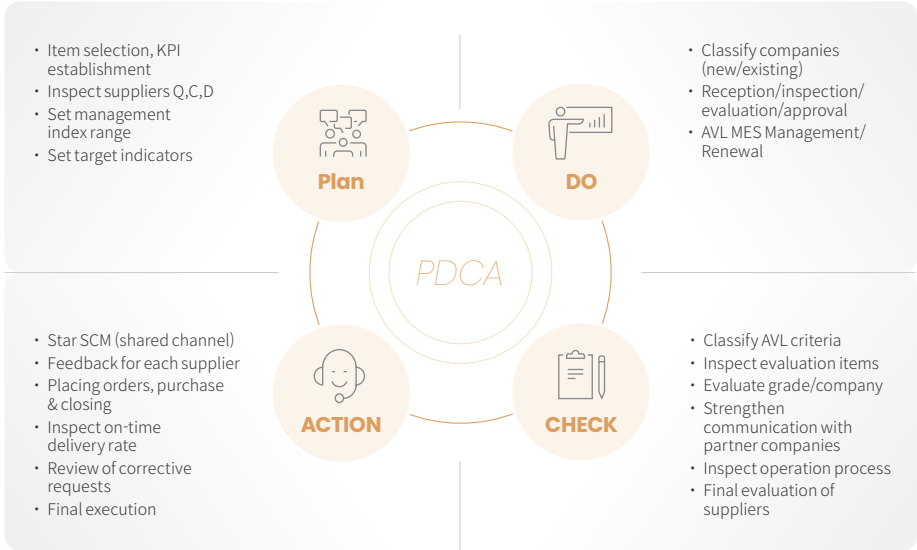 • Item selection, KPI
establishment
• Inspect suppliers Q,C,D
• Set management
index range
• Set target indicators
Plan
• Classify companies
(new/existing)
• Reception/inspection/
evaluation/approval
• AVL MES Management/
Renewal
DO
PDCA
• Star SCM (shared channel)
• Feedback for each supplier
• Placing orders, purchase
& closing
• Inspect on-time
delivery rate
• Review of corrective
requests
• Final execution
ACTION
• Classify AVL criteria
• Inspect evaluation items
• Evaluate grade/company
• Strengthen
communication with
partner companies
• Inspect operation process
• Final evaluation of
suppliers
CHECK